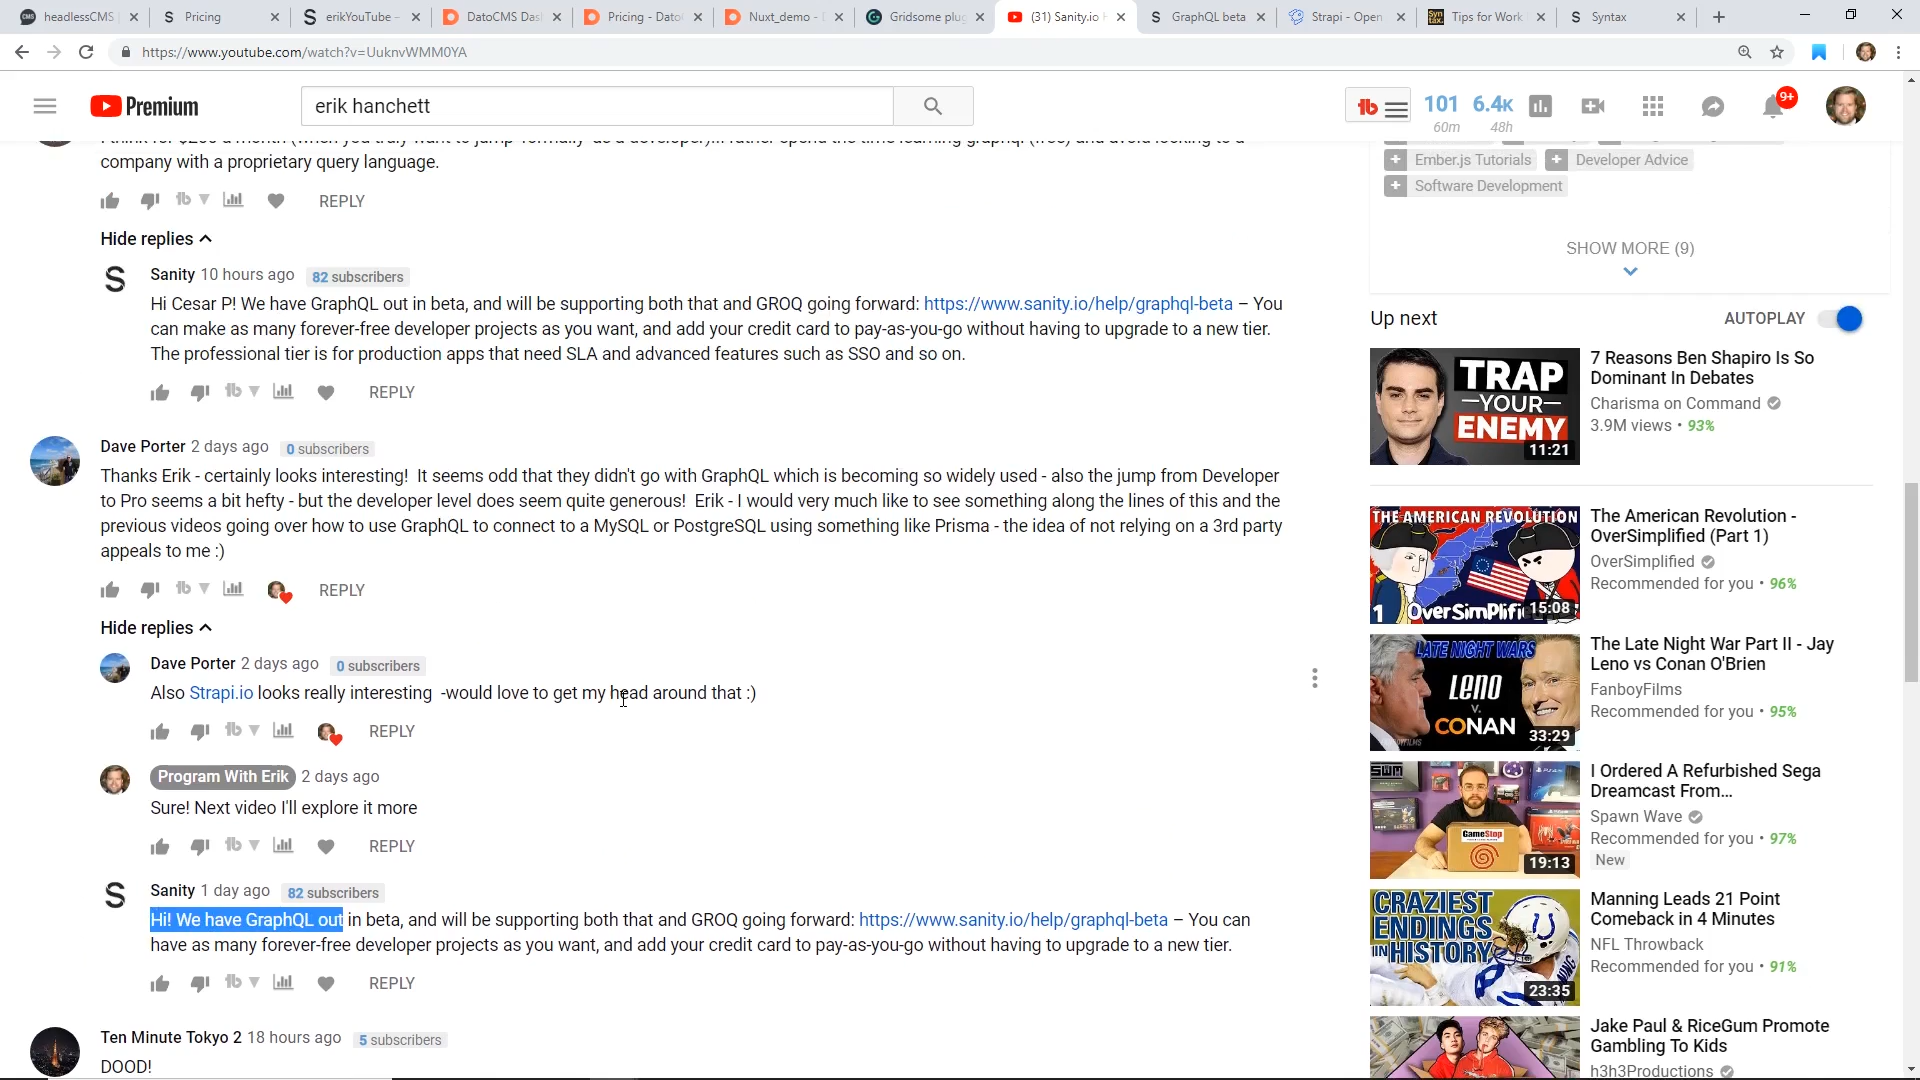 headlessCMS
Pricing
erikYouTube –
DatoCMS Das
Pricing - Dato
Nuxt_demo -
Gridsome plug
(31) Sanity.io
GraphQL beta
Strapi - Open
Tips for Work
Syntax
https://www.youtube.com/watch?v=UuknvWMM0YA
Premium
erik hanchett
101 6.4K
60m 48h
9+
company with a proprietary query language.
REPLY
Hide replies
Sanity 10 hours ago 82 subscribers
Hi Cesar P! We have GraphQL out in beta, and will be supporting both that and GROQ going forward: https://www.sanity.io/help/graphql-beta – You
can make as many forever-free developer projects as you want, and add your credit card to pay-as-you-go without having to upgrade to a new tier.
The professional tier is for production apps that need SLA and advanced features such as SSO and so on.
REPLY
Dave Porter 2 days ago 0 subscribers
Thanks Erik - certainly looks interesting! It seems odd that they didn't go with GraphQL which is becoming so widely used - also the jump from Developer
to Pro seems a bit hefty - but the developer level does seem quite generous! Erik - I would very much like to see something along the lines of this and the
previous videos going over how to use GraphQL to connect to a MySQL or PostgreSQL using something like Prisma - the idea of not relying on a 3rd party
appeals to me :)
REPLY
Hide replies
Dave Porter 2 days ago 0 subscribers
Also Strapi.io looks really interesting -would love to get my head around that :)
REPLY
Program With Erik 2 days ago
Sure! Next video I'll explore it more
REPLY
Sanity 1 day ago 82 subscribers
Hi! We have GraphQL out in beta, and will be supporting both that and GROQ going forward: https://www.sanity.io/help/graphql-beta – You can
have as many forever-free developer projects as you want, and add your credit card to pay-as-you-go without having to upgrade to a new tier.
REPLY
Ten Minute Tokyo 2 18 hours ago 5 subscribers
DOOD!
Ember.js Tutorials
Developer Advice
Software Development
SHOW MORE (9)
Up next
AUTOPLAY
TRAP
—YOUR—
ENEMY
11:21
7 Reasons Ben Shapiro Is So
Dominant In Debates
Charisma on Command
3.9M views • 93%
THE AMERICAN REVOLUTION
1
OverSimplifi
15:08
The American Revolution -
OverSimplified (Part 1)
OverSimplified
Recommended for you • 96%
LATE NIGHT WARS
LENO
V.
CONAN
33:29
The Late Night War Part II - Jay
Leno vs Conan O'Brien
FanboyFilms
Recommended for you • 95%
GameStop
19:13
I Ordered A Refurbished Sega
Dreamcast From...
Spawn Wave
Recommended for you • 97%
New
CRAZIEST
ENDINGS
IN HISTORY
23:35
Manning Leads 21 Point
Comeback in 4 Minutes
NFL Throwback
Recommended for you • 91%
Jake Paul & RiceGum Promote
Gambling To Kids
h3h3Productions